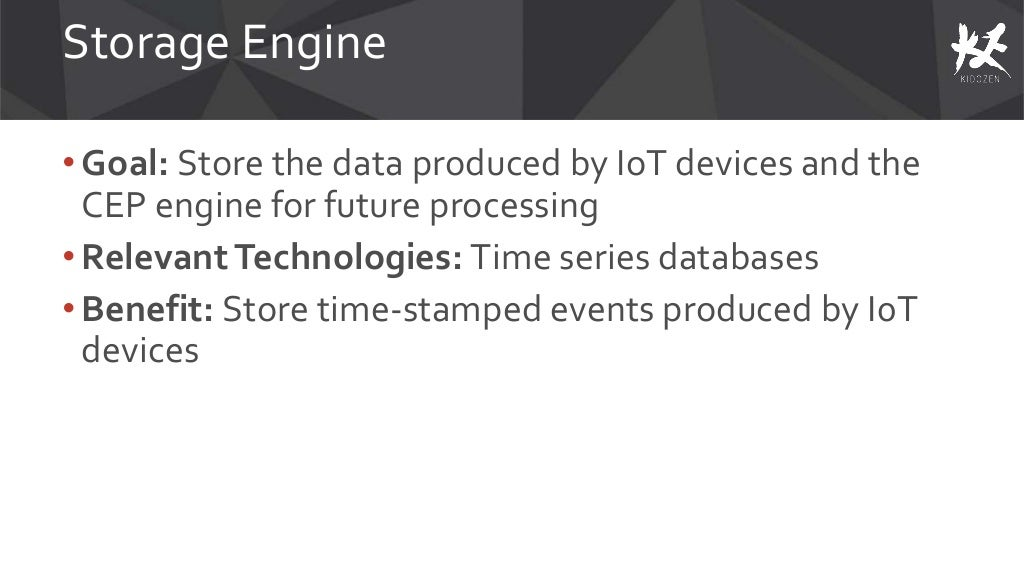 Storage Engine
KIDOZEN
• Goal: Store the data produced by IoT devices and the
CEP engine for future processing
• Relevant Technologies: Time series databases
• Benefit: Store time-stamped events produced by IoT
devices